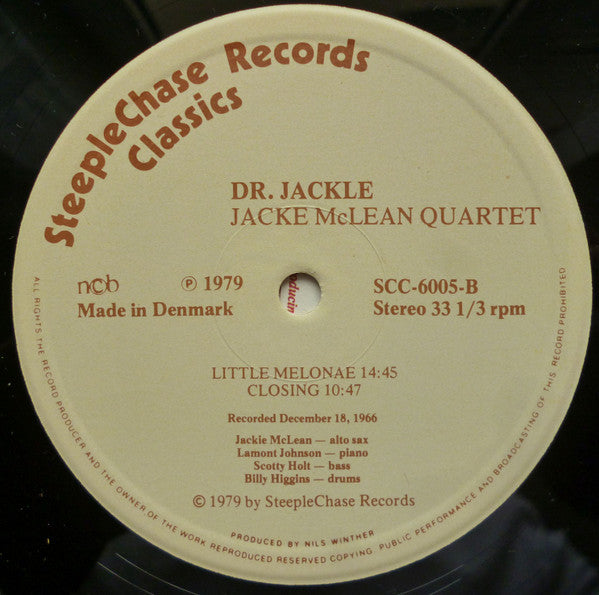 SteepleChase Records
Classics
DR. JACKLE
JACKE McLEAN QUARTET
ncb
Ⓟ 1979
SCC-6005-B
Made in Denmark
Stereo 33 1/3 rpm
LITTLE MELONAE 14:45
CLOSING 10:47
Recorded December 18, 1966
Jackie McLean — alto sax
Lamont Johnson — piano
Scotty Holt — bass
Billy Higgins — drums
© 1979 by SteepleChase Records
PRODUCED BY NILS WINTHER
ALL RIGHTS THE RECORD PRODUCER AND THE OWNER OF THE WORK REPRODUCED RESERVED COPYING, PUBLIC PERFORMANCE AND BROADCASTING OF THIS RECORD PROHIBITED